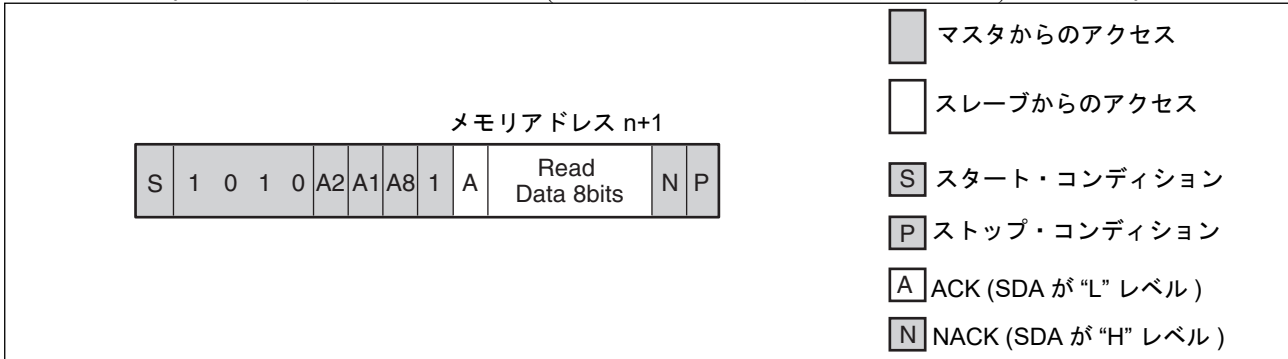 メモリアドレス n+1
S 1 0 1 0 A2 A1 A8 1 A Read Data 8bits N P
マスタからのアクセス
スレーブからのアクセス
S スタート・コンディション
P ストップ・コンディション
A ACK (SDA が “L” レベル )
N NACK (SDA が “H” レベル )